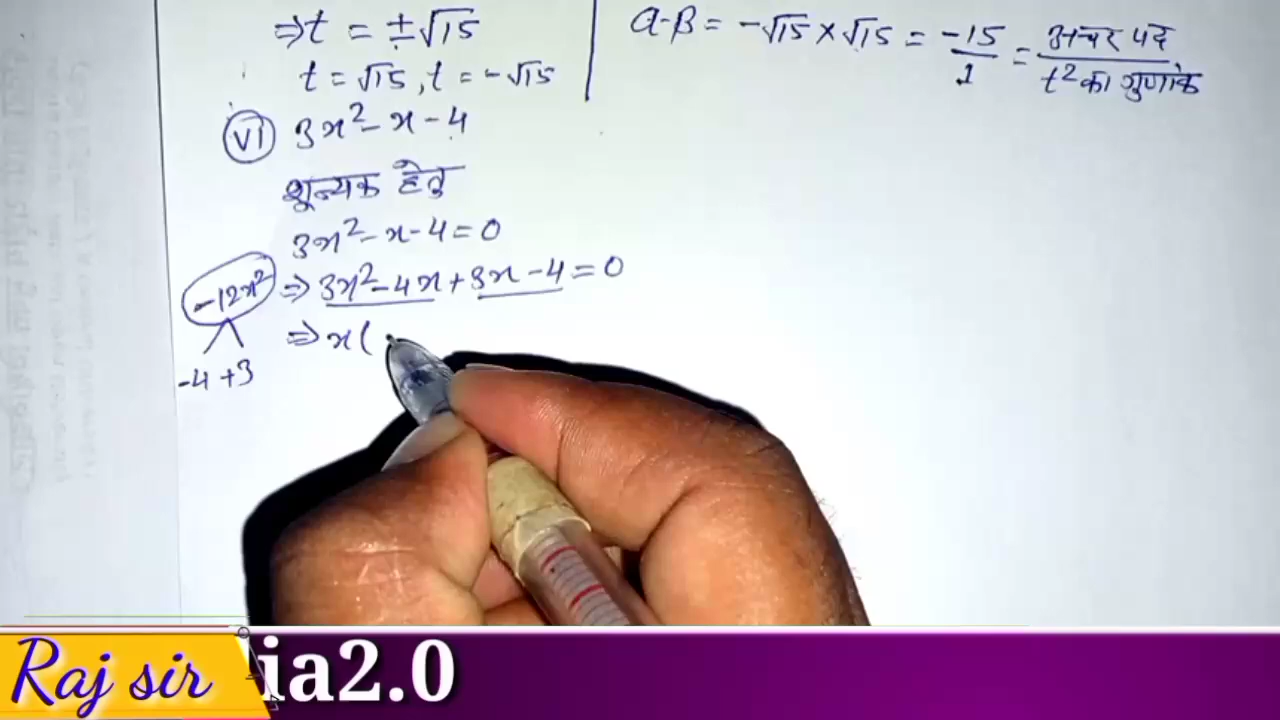 ⇒t = ±√15
t = √15, t = -√15
α-β = -√15 × √15 = -15/1 = अचर पद/t² का गुणांक
(vi) 3x² - x - 4
शून्यक हेतु
3x² - x - 4 = 0
-12x² ⇒ 3x² - 4x + 3x - 4 = 0
⇒ x (
-4 +3
Raj sir ia2.0